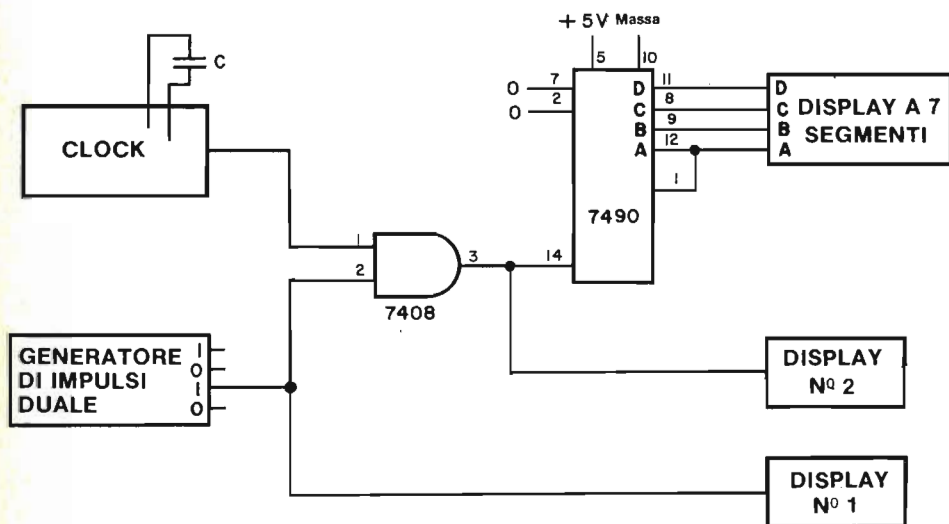 + 5V Massa
5 10
C
CLOCK
0 7
0 2
D 11 D
C 8 C
B 9 B
A 12 A
1
DISPLAY A 7
SEGMENTI
7490
1
2
3
14
7408
GENERATORE
DI IMPULSI
DUALE
1
0
1
0
DISPLAY
Nº 2
DISPLAY
Nº 1